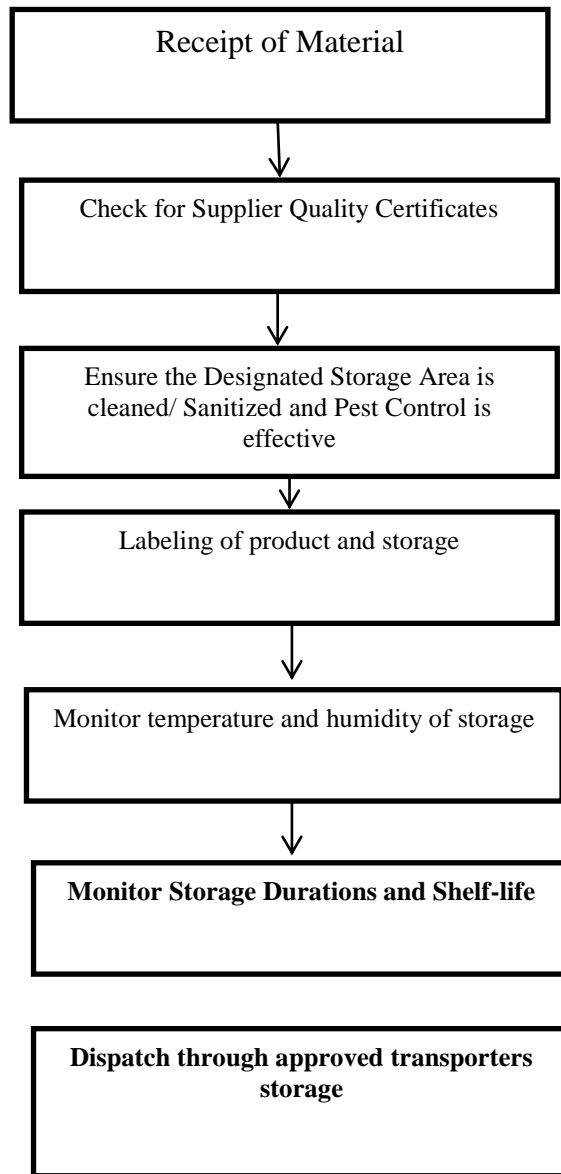 Receipt of Material
Check for Supplier Quality Certificates
Ensure the Designated Storage Area is
cleaned/ Sanitized and Pest Control is
effective
Labeling of product and storage
Monitor temperature and humidity of storage
Monitor Storage Durations and Shelf-life
Dispatch through approved transporters
storage